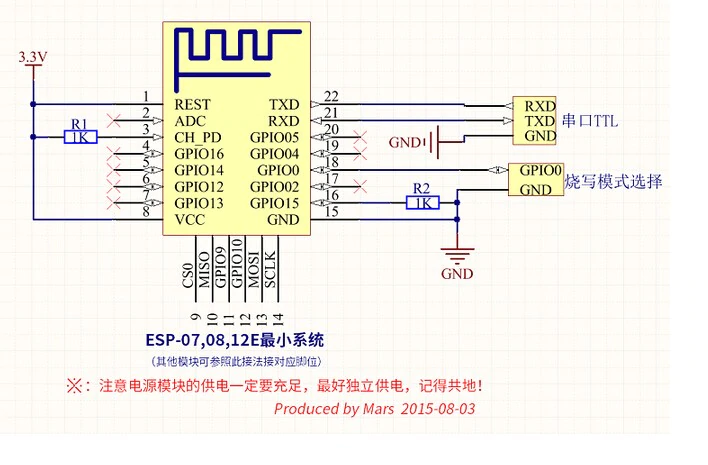 3.3V
1 REST TXD 22
2 ADC RXD 21
R1
1K
3 CH_PD GPIO05 20
4 GPIO16 GPIO04 19
5 GPIO14 GPIO0 18
6 GPIO12 GPIO02 17
7 GPIO13 GPIO15 16
8 VCC GND 15
RXD
TXD 串口TTL
GND
GND
GPIO0
GND 烧写模式选择
R2
1K
GND
CS0 MISO GPIO9 GPIO10 MOSI SCLK
9 10 11 12 13 14
ESP-07,08,12E最小系统
（其他模块可参照此接法接对应脚位）
※：注意电源模块的供电一定要充足，最好独立供电，记得共地！
Produced by Mars 2015-08-03